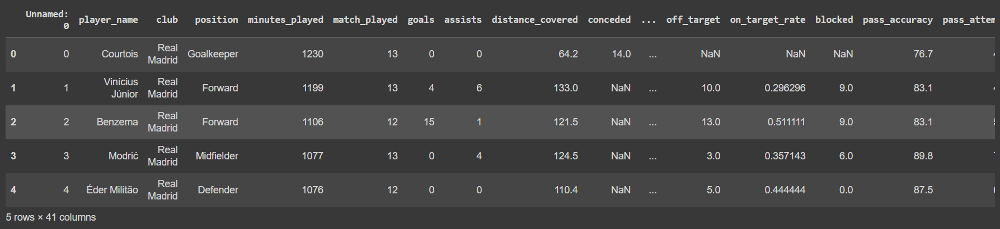 Unnamed: 0 player_name club position minutes_played match_played goals assists distance_covered conceded ... off_target on_target_rate blocked pass_accuracy pass_attem
0 0 Courtois Real Madrid Goalkeeper 1230 13 0 0 64.2 14.0 ... NaN NaN NaN 76.7
1 1 Vinícius Júnior Real Madrid Forward 1199 13 4 6 133.0 NaN ... 10.0 0.296296 9.0 83.1
2 2 Benzema Real Madrid Forward 1106 12 15 1 121.5 NaN ... 13.0 0.511111 9.0 83.1
3 3 Modrić Real Madrid Midfielder 1077 13 0 4 124.5 NaN ... 3.0 0.357143 6.0 89.8
4 4 Éder Militão Real Madrid Defender 1076 12 0 0 110.4 NaN ... 5.0 0.444444 0.0 87.5
5 rows × 41 columns